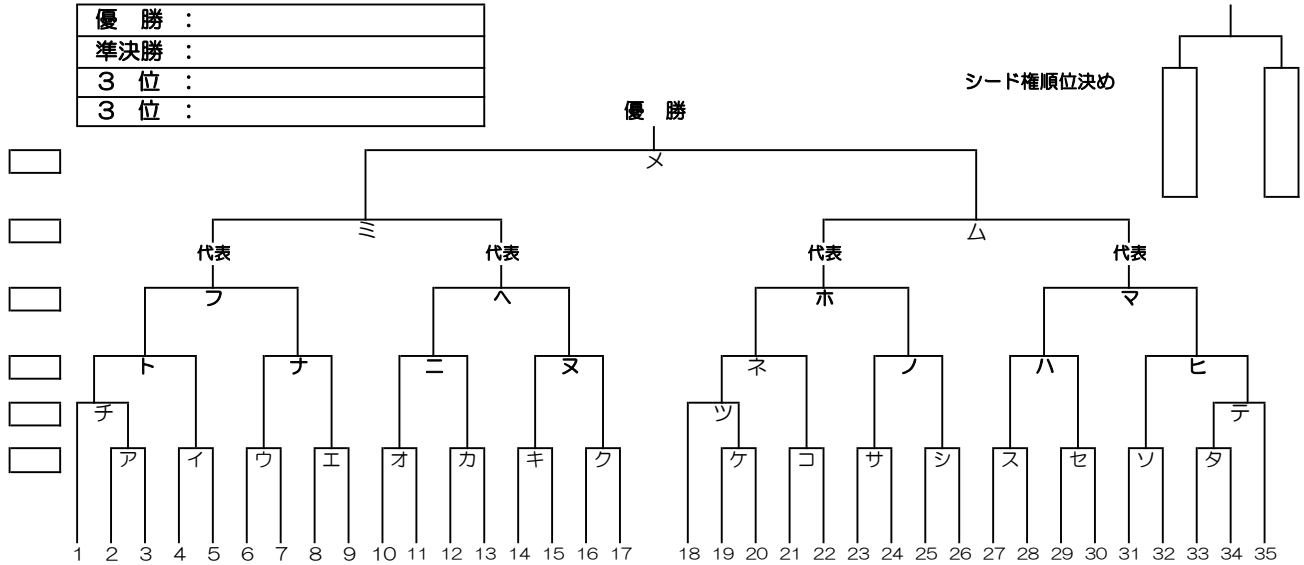 優　勝　：
準決勝　：
３　位　：
３　位　：
シード権順位決め
優　勝
メ
ミ　ム
代表　代表　代表　代表
フ　ヘ　ホ　マ
ト　ナ　ニ　ヌ　ネ　ノ　ハ　ヒ
チ　ツ　テ
ア　イ　ウ　エ　オ　カ　キ　ク　ケ　コ　サ　シ　ス　セ　ソ　タ
1 2 3 4 5 6 7 8 9 10 11 12 13 14 15 16 17 18 19 20 21 22 23 24 25 26 27 28 29 30 31 32 33 34 35